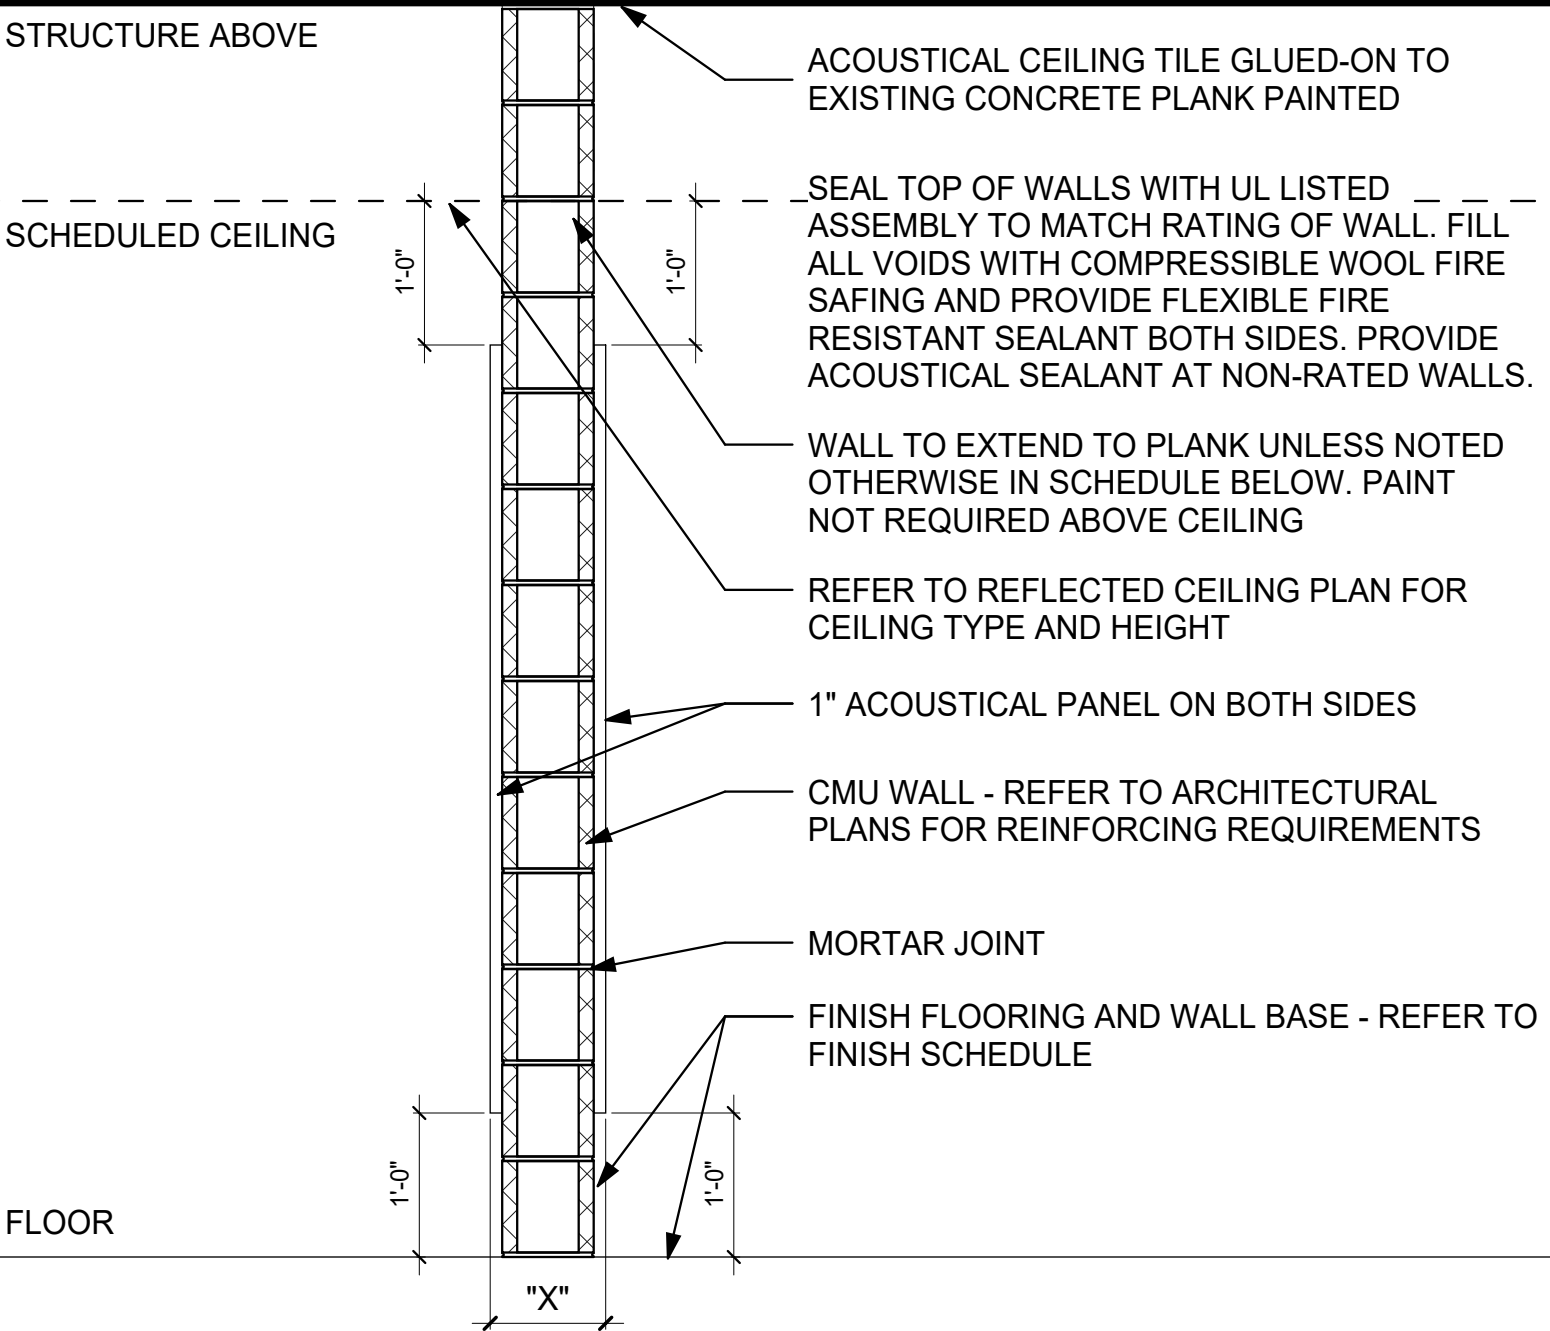 STRUCTURE ABOVE
ACOUSTICAL CEILING TILE GLUED-ON TO
EXISTING CONCRETE PLANK PAINTED
SCHEDULED CEILING
1'-0"
1'-0"
SEAL TOP OF WALLS WITH UL LISTED
ASSEMBLY TO MATCH RATING OF WALL. FILL
ALL VOIDS WITH COMPRESSIBLE WOOL FIRE
SAFING AND PROVIDE FLEXIBLE FIRE
RESISTANT SEALANT BOTH SIDES. PROVIDE
ACOUSTICAL SEALANT AT NON-RATED WALLS.
WALL TO EXTEND TO PLANK UNLESS NOTED
OTHERWISE IN SCHEDULE BELOW. PAINT
NOT REQUIRED ABOVE CEILING
REFER TO REFLECTED CEILING PLAN FOR
CEILING TYPE AND HEIGHT
1" ACOUSTICAL PANEL ON BOTH SIDES
CMU WALL - REFER TO ARCHITECTURAL
PLANS FOR REINFORCING REQUIREMENTS
MORTAR JOINT
FINISH FLOORING AND WALL BASE - REFER TO
FINISH SCHEDULE
1'-0"
1'-0"
FLOOR
"X"